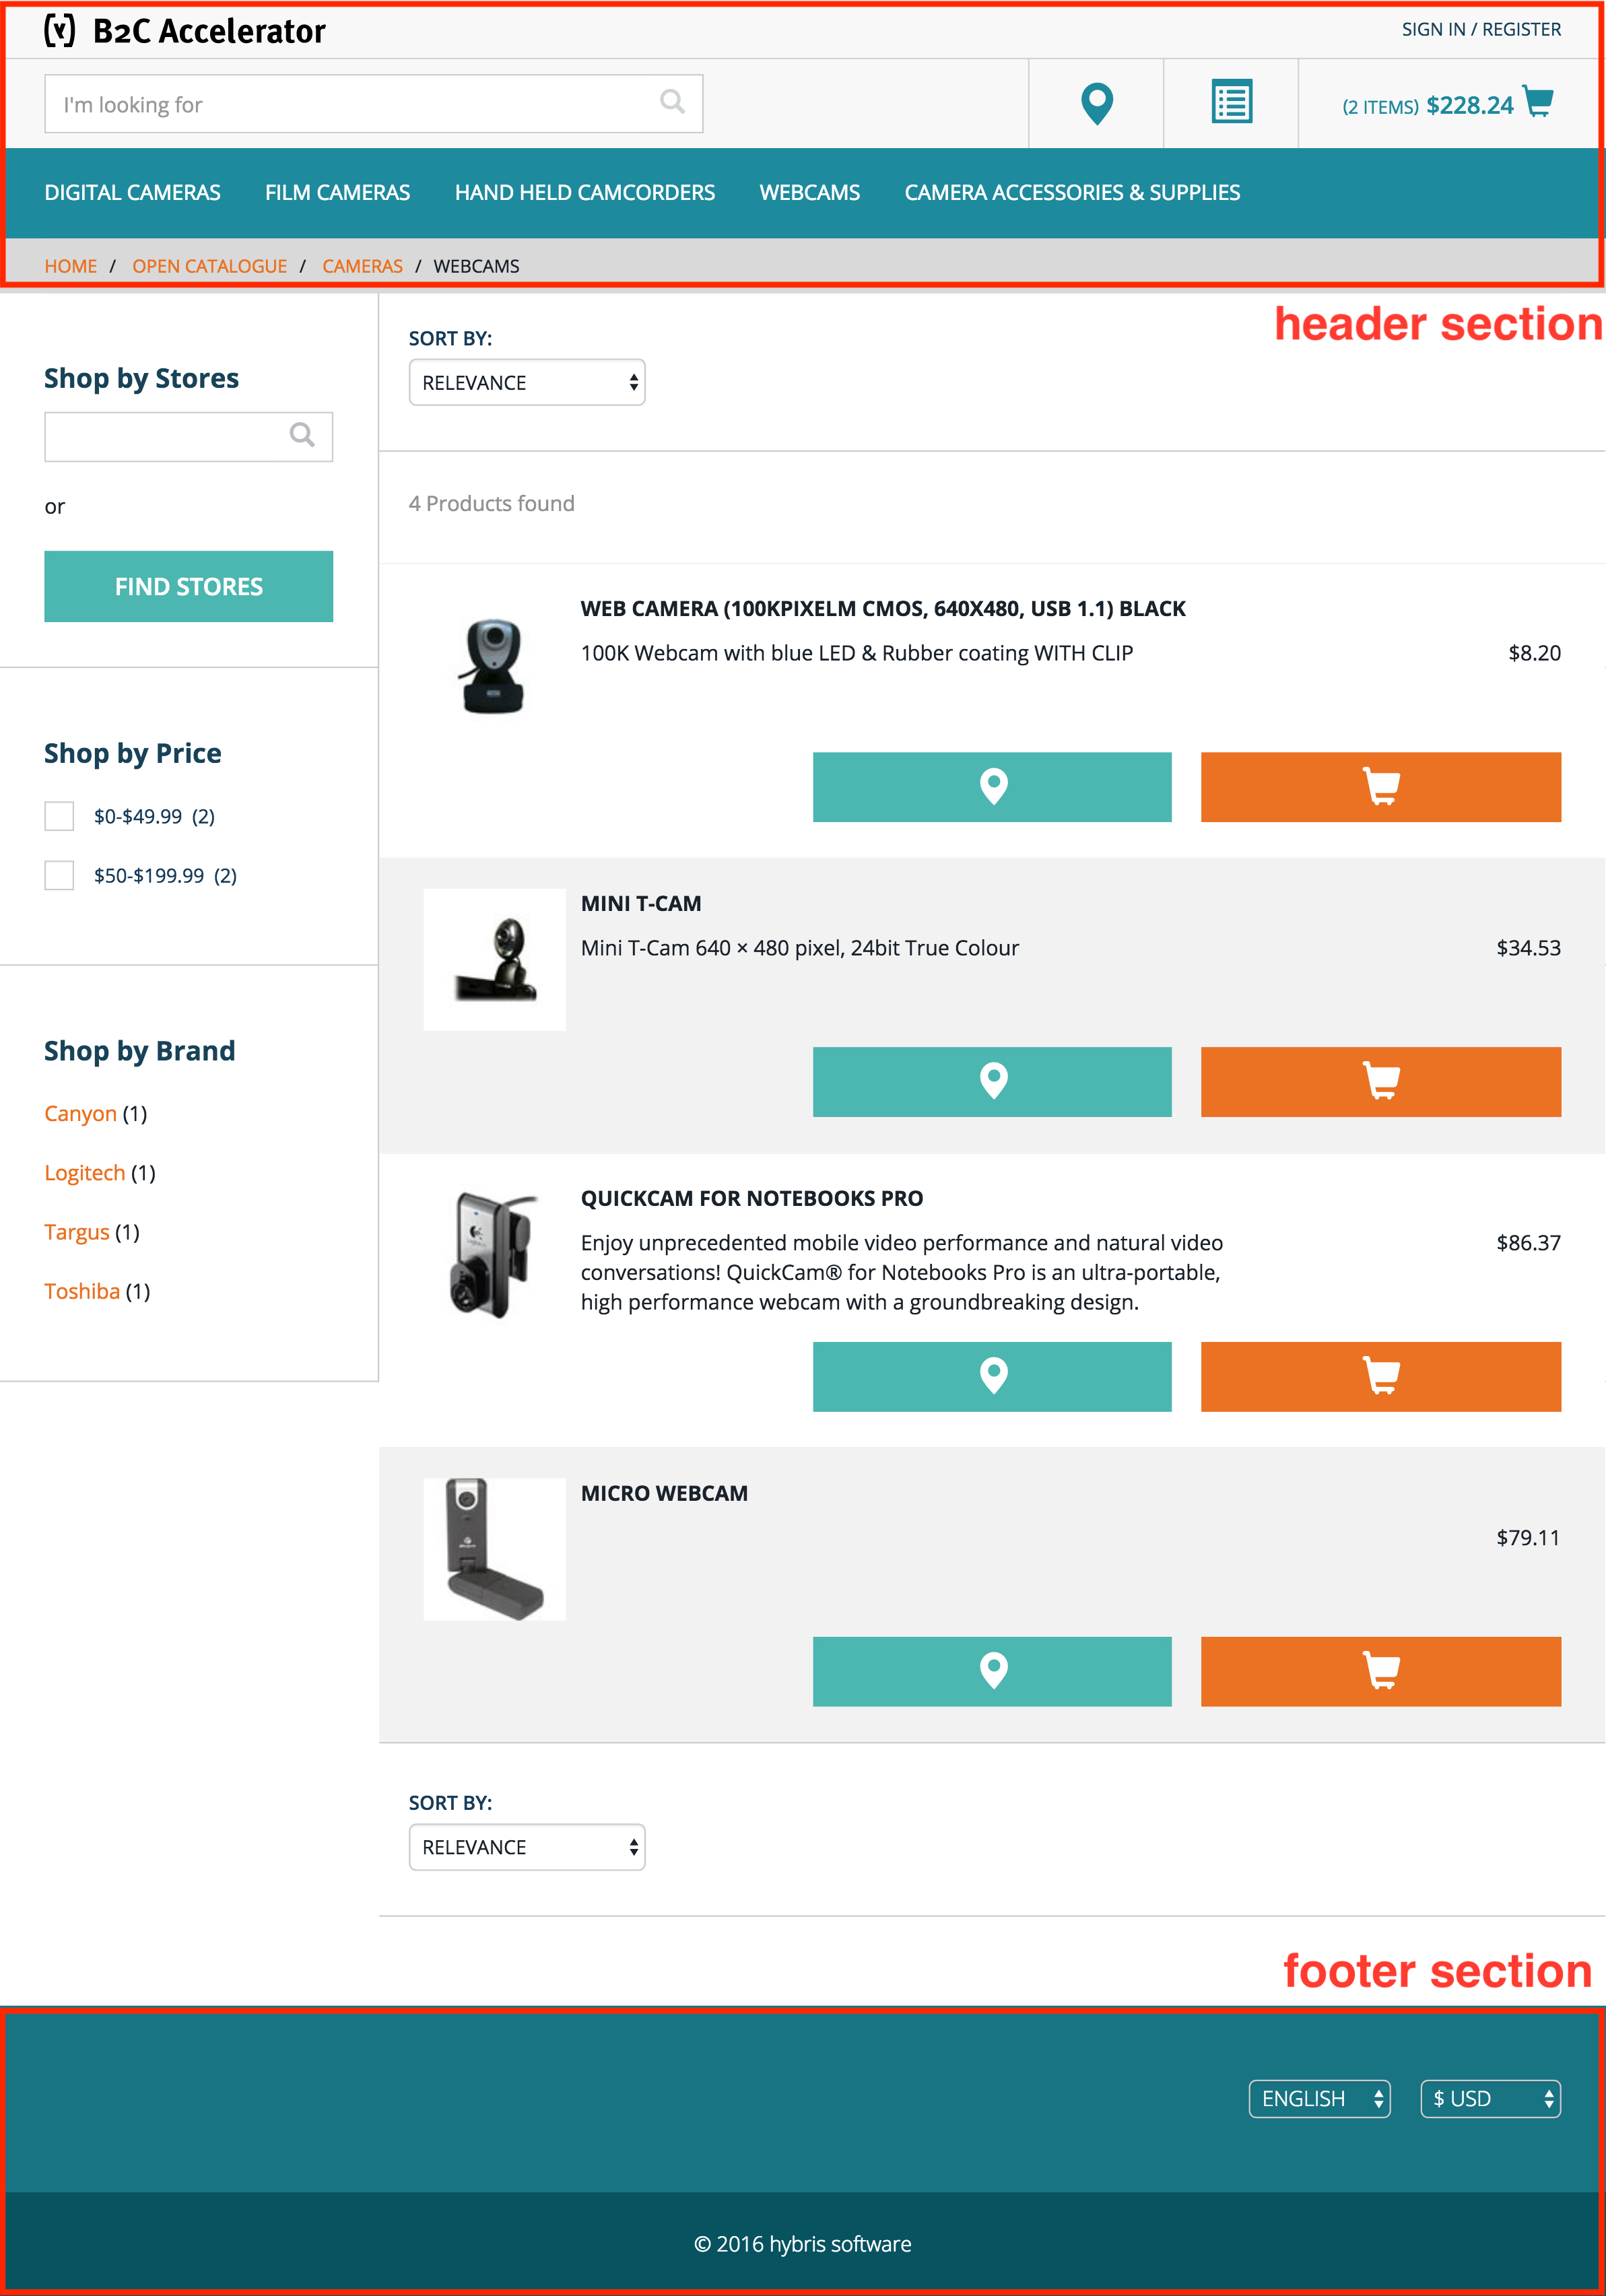 B2C Accelerator
SIGN IN / REGISTER
I'm looking for
(2 ITEMS) $228.24
DIGITAL CAMERAS FILM CAMERAS HAND HELD CAMCORDERS WEBCAMS CAMERA ACCESSORIES & SUPPLIES
HOME / OPEN CATALOGUE / CAMERAS / WEBCAMS
header section
Shop by Stores
or
FIND STORES
Shop by Price
$0-$49.99 (2)
$50-$199.99 (2)
Shop by Brand
Canyon (1)
Logitech (1)
Targus (1)
Toshiba (1)
SORT BY:
RELEVANCE
4 Products found
WEB CAMERA (100KPIXELM CMOS, 640X480, USB 1.1) BLACK
100K Webcam with blue LED & Rubber coating WITH CLIP
$8.20
MINI T-CAM
Mini T-Cam 640 × 480 pixel, 24bit True Colour
$34.53
QUICKCAM FOR NOTEBOOKS PRO
Enjoy unprecedented mobile video performance and natural video
conversations! QuickCam® for Notebooks Pro is an ultra-portable,
high performance webcam with a groundbreaking design.
$86.37
MICRO WEBCAM
$79.11
SORT BY:
RELEVANCE
footer section
ENGLISH
$ USD
© 2016 hybris software